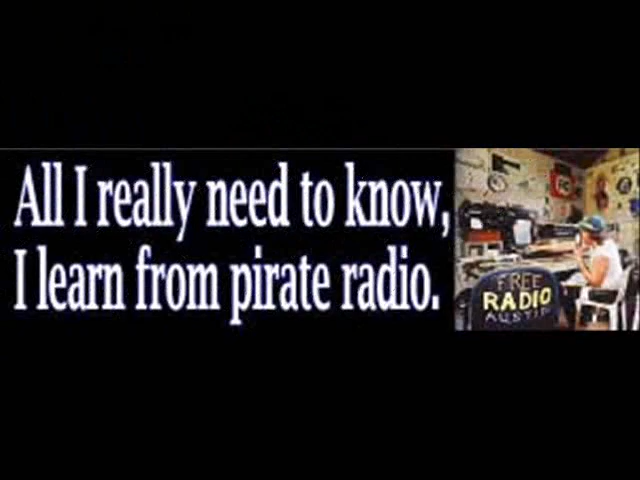 All I really need to know,
I learn from pirate radio.
FREE
RADIO
AUSTIN